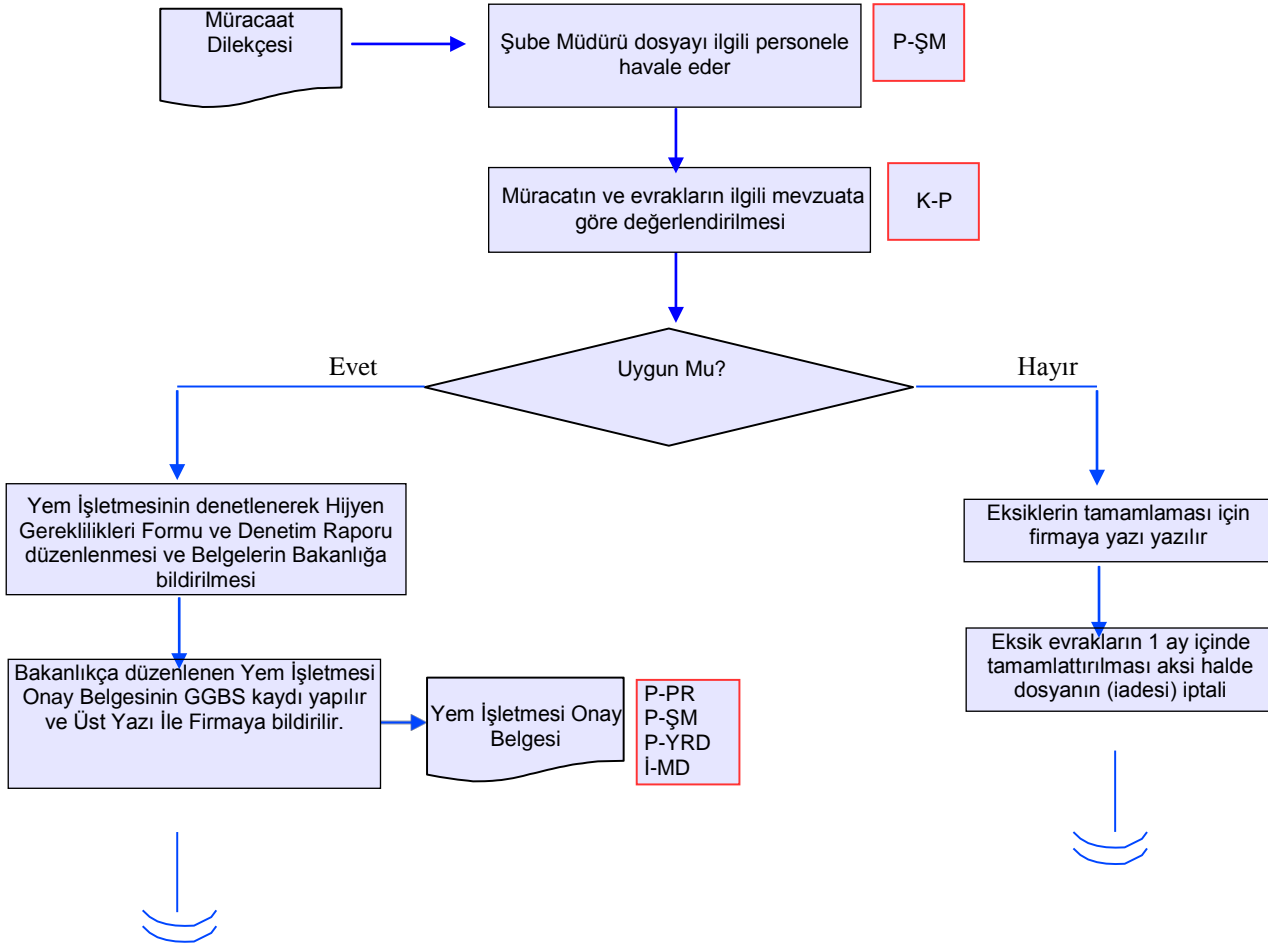 Müracaat
Dilekçesi
Şube Müdürü dosyayı ilgili personele
havale eder
P-ŞM
Müracatın ve evrakların ilgili mevzuata
göre değerlendirilmesi
K-P
Uygun Mu?
Evet
Hayır
Yem İşletmesinin denetlenerek Hijyen
Gereklilikleri Formu ve Denetim Raporu
düzenlenmesi ve Belgelerin Bakanlığa
bildirilmesi
Eksiklerin tamamlaması için
firmaya yazı yazılır
Bakanlıkça düzenlenen Yem İşletmesi
Onay Belgesinin GGBS kaydı yapılır
ve Üst Yazı İle Firmaya bildirilir.
Yem İşletmesi Onay
Belgesi
P-PR
P-ŞM
P-YRD
İ-MD
Eksik evrakların 1 ay içinde
tamamlattırılması aksi halde
dosyanın (iadesi) iptali